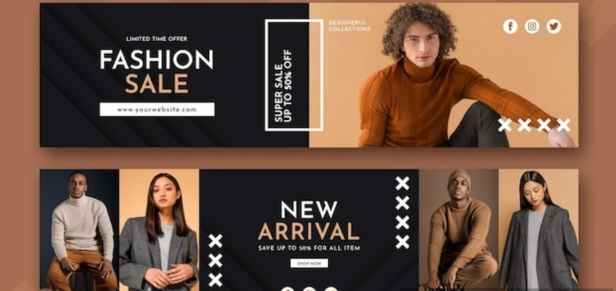 LIMITED TIME OFFER
FASHION
SALE
www.yourwebsite.com
SUPER SALE
UP TO 50% OFF
DESIGNERUI
COLLECTIONS
NEW
ARRIVAL
SAVE UP TO 50% FOR ALL ITEM
SHOP NOW